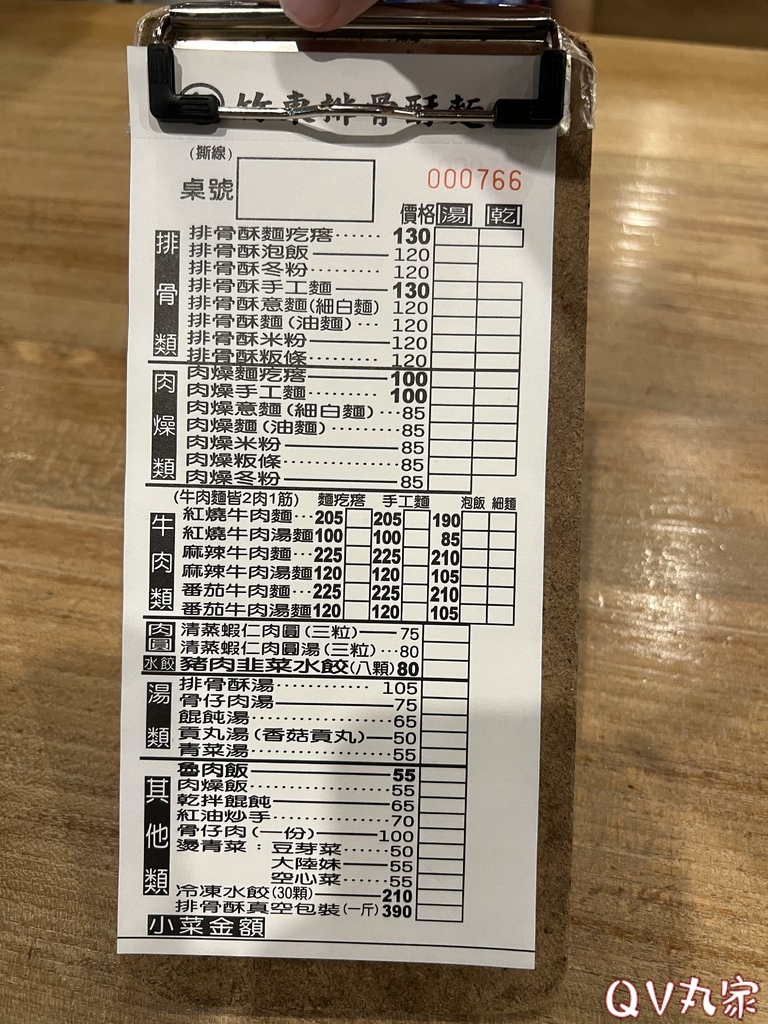 竹東排骨酥麵
(撕線)
桌號 000766
價格 湯 乾
排骨類
排骨酥麵疙瘩······ 130
排骨酥泡飯 120
排骨酥冬粉········· 120
排骨酥手工麵 130
排骨酥意麵(細白麵) 120
排骨酥麵(油麵)··· 120
排骨酥米粉 120
排骨酥粄條········· 120
肉燥類
肉燥麵疙瘩 100
肉燥手工麵 100
肉燥意麵(細白麵)···85
肉燥麵(油麵)········85
肉燥米粉 85
肉燥粄條 85
肉燥冬粉 85
(牛肉麵皆2肉1筋) 麵疙瘩 手工麵 泡飯 細麵
牛肉類
紅燒牛肉麵···205 205 190
紅燒牛肉湯麵100 100 85
麻辣牛肉麵···225 225 210
麻辣牛肉湯麵120 120 105
番茄牛肉麵···225 225 210
番茄牛肉湯麵120 120 105
肉圓
清蒸蝦仁肉圓(三粒) 75
清蒸蝦仁肉圓湯(三粒)···80
水餃 豬肉韭菜水餃(八顆)80
湯類
排骨酥湯············ 105
骨仔肉湯 75
餛飩湯 65
貢丸湯(香菇貢丸) 50
青菜湯 55
其他類
魯肉飯 55
肉燥飯 55
乾拌餛飩 65
紅油炒手 70
骨仔肉(一份) 100
燙青菜：豆芽菜 50
大陸妹 55
空心菜 55
冷凍水餃(30顆) 210
排骨酥真空包裝(一斤)390
小菜金額
QV丸家